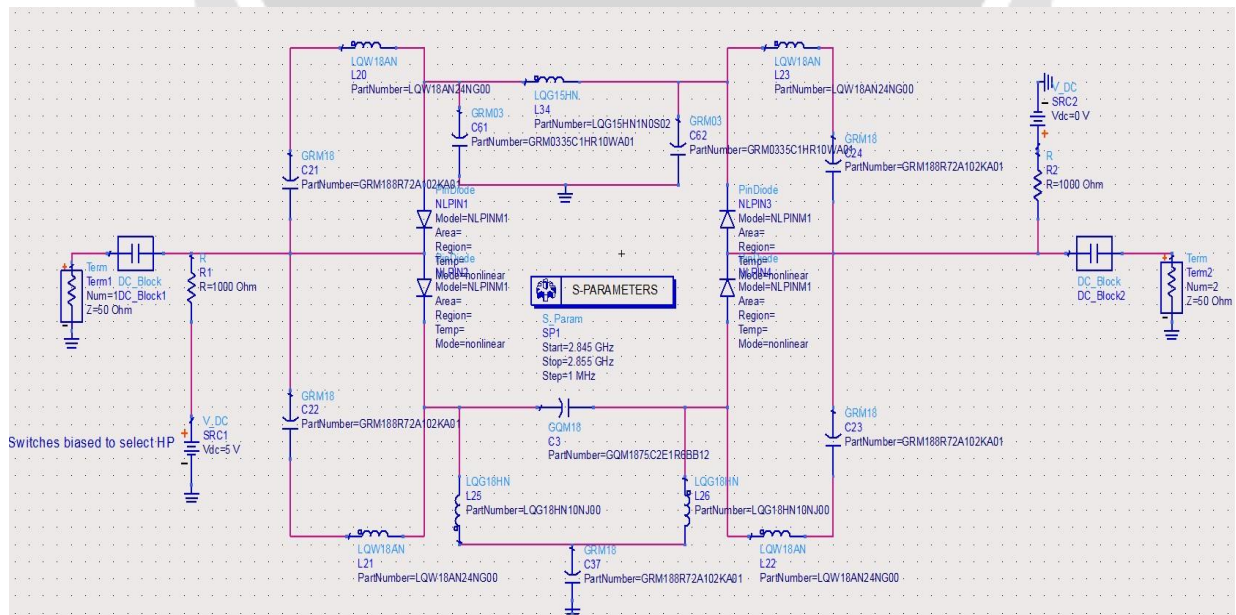 LQW18AN
L20
PartNumber=LQW18AN24NG00
LQG15HN
L34
PartNumber=LQG15HN1N0S02
LQW18AN
L23
PartNumber=LQW18AN24NG00
V_DC
SRC2
Vdc=0 V
GRM03
C61
PartNumber=GRM0335C1HR10WA01
GRM03
C62
PartNumber=GRM0335C1HR10WA01
GRM18
C21
PartNumber=GRM188R72A102KA01
C24
PartNumber=GRM188R72A102KA01
R
R2
R=1000 Ohm
PinDiode
NLPIN1
Model=NLPINM1
Area=
Region=
Temp=
Mode=nonlinear
PinDiode
NLPIN3
Model=NLPINM1
Area=
Region=
Temp=
Mode=nonlinear
Term
Term1
Num=1
Z=50 Ohm
DC_Block
DC_Block1
R
R1
R=1000 Ohm
PinDiode
NLPIN2
Model=NLPINM1
Area=
Region=
Temp=
Mode=nonlinear
S-PARAMETERS
S_Param
SP1
Start=2.845 GHz
Stop=2.855 GHz
Step=1 MHz
NLPIN4
Model=NLPINM1
Area=
Region=
Temp=
Mode=nonlinear
DC_Block
DC_Block2
Term
Term2
Num=2
Z=50 Ohm
GRM18
C22
PartNumber=GRM188R72A102KA01
V_DC
SRC1
Vdc=5 V
Switches biased to select HP
GQM18
C3
PartNumber=GQM1875C2E1R6BB12
GRM18
C23
PartNumber=GRM188R72A102KA01
LQG18HN
L25
PartNumber=LQG18HN10NJ00
LQG18HN
L26
PartNumber=LQG18HN10NJ00
LQW18AN
L21
PartNumber=LQW18AN24NG00
GRM18
C37
PartNumber=GRM188R72A102KA01
LQW18AN
L22
PartNumber=LQW18AN24NG00